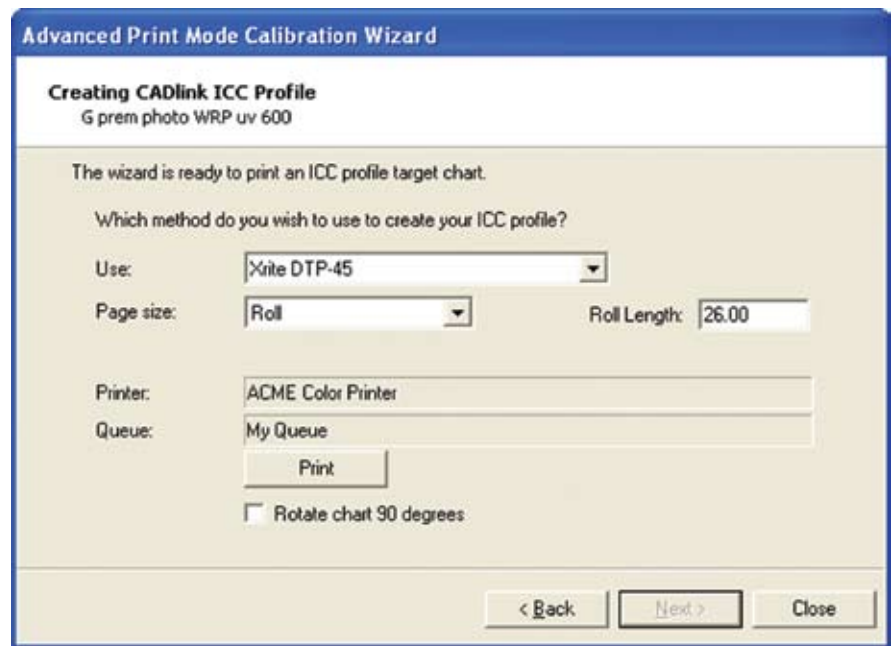 Advanced Print Mode Calibration Wizard
Creating CADlink ICC Profile
G prem photo WRP uv 600
The wizard is ready to print an ICC profile target chart.
Which method do you wish to use to create your ICC profile?
Use: Xrite DTP-45
Page size: Roll Roll Length: 26.00
Printer: ACME Color Printer
Queue: My Queue
Print
Rotate chart 90 degrees
< Back Next > Close